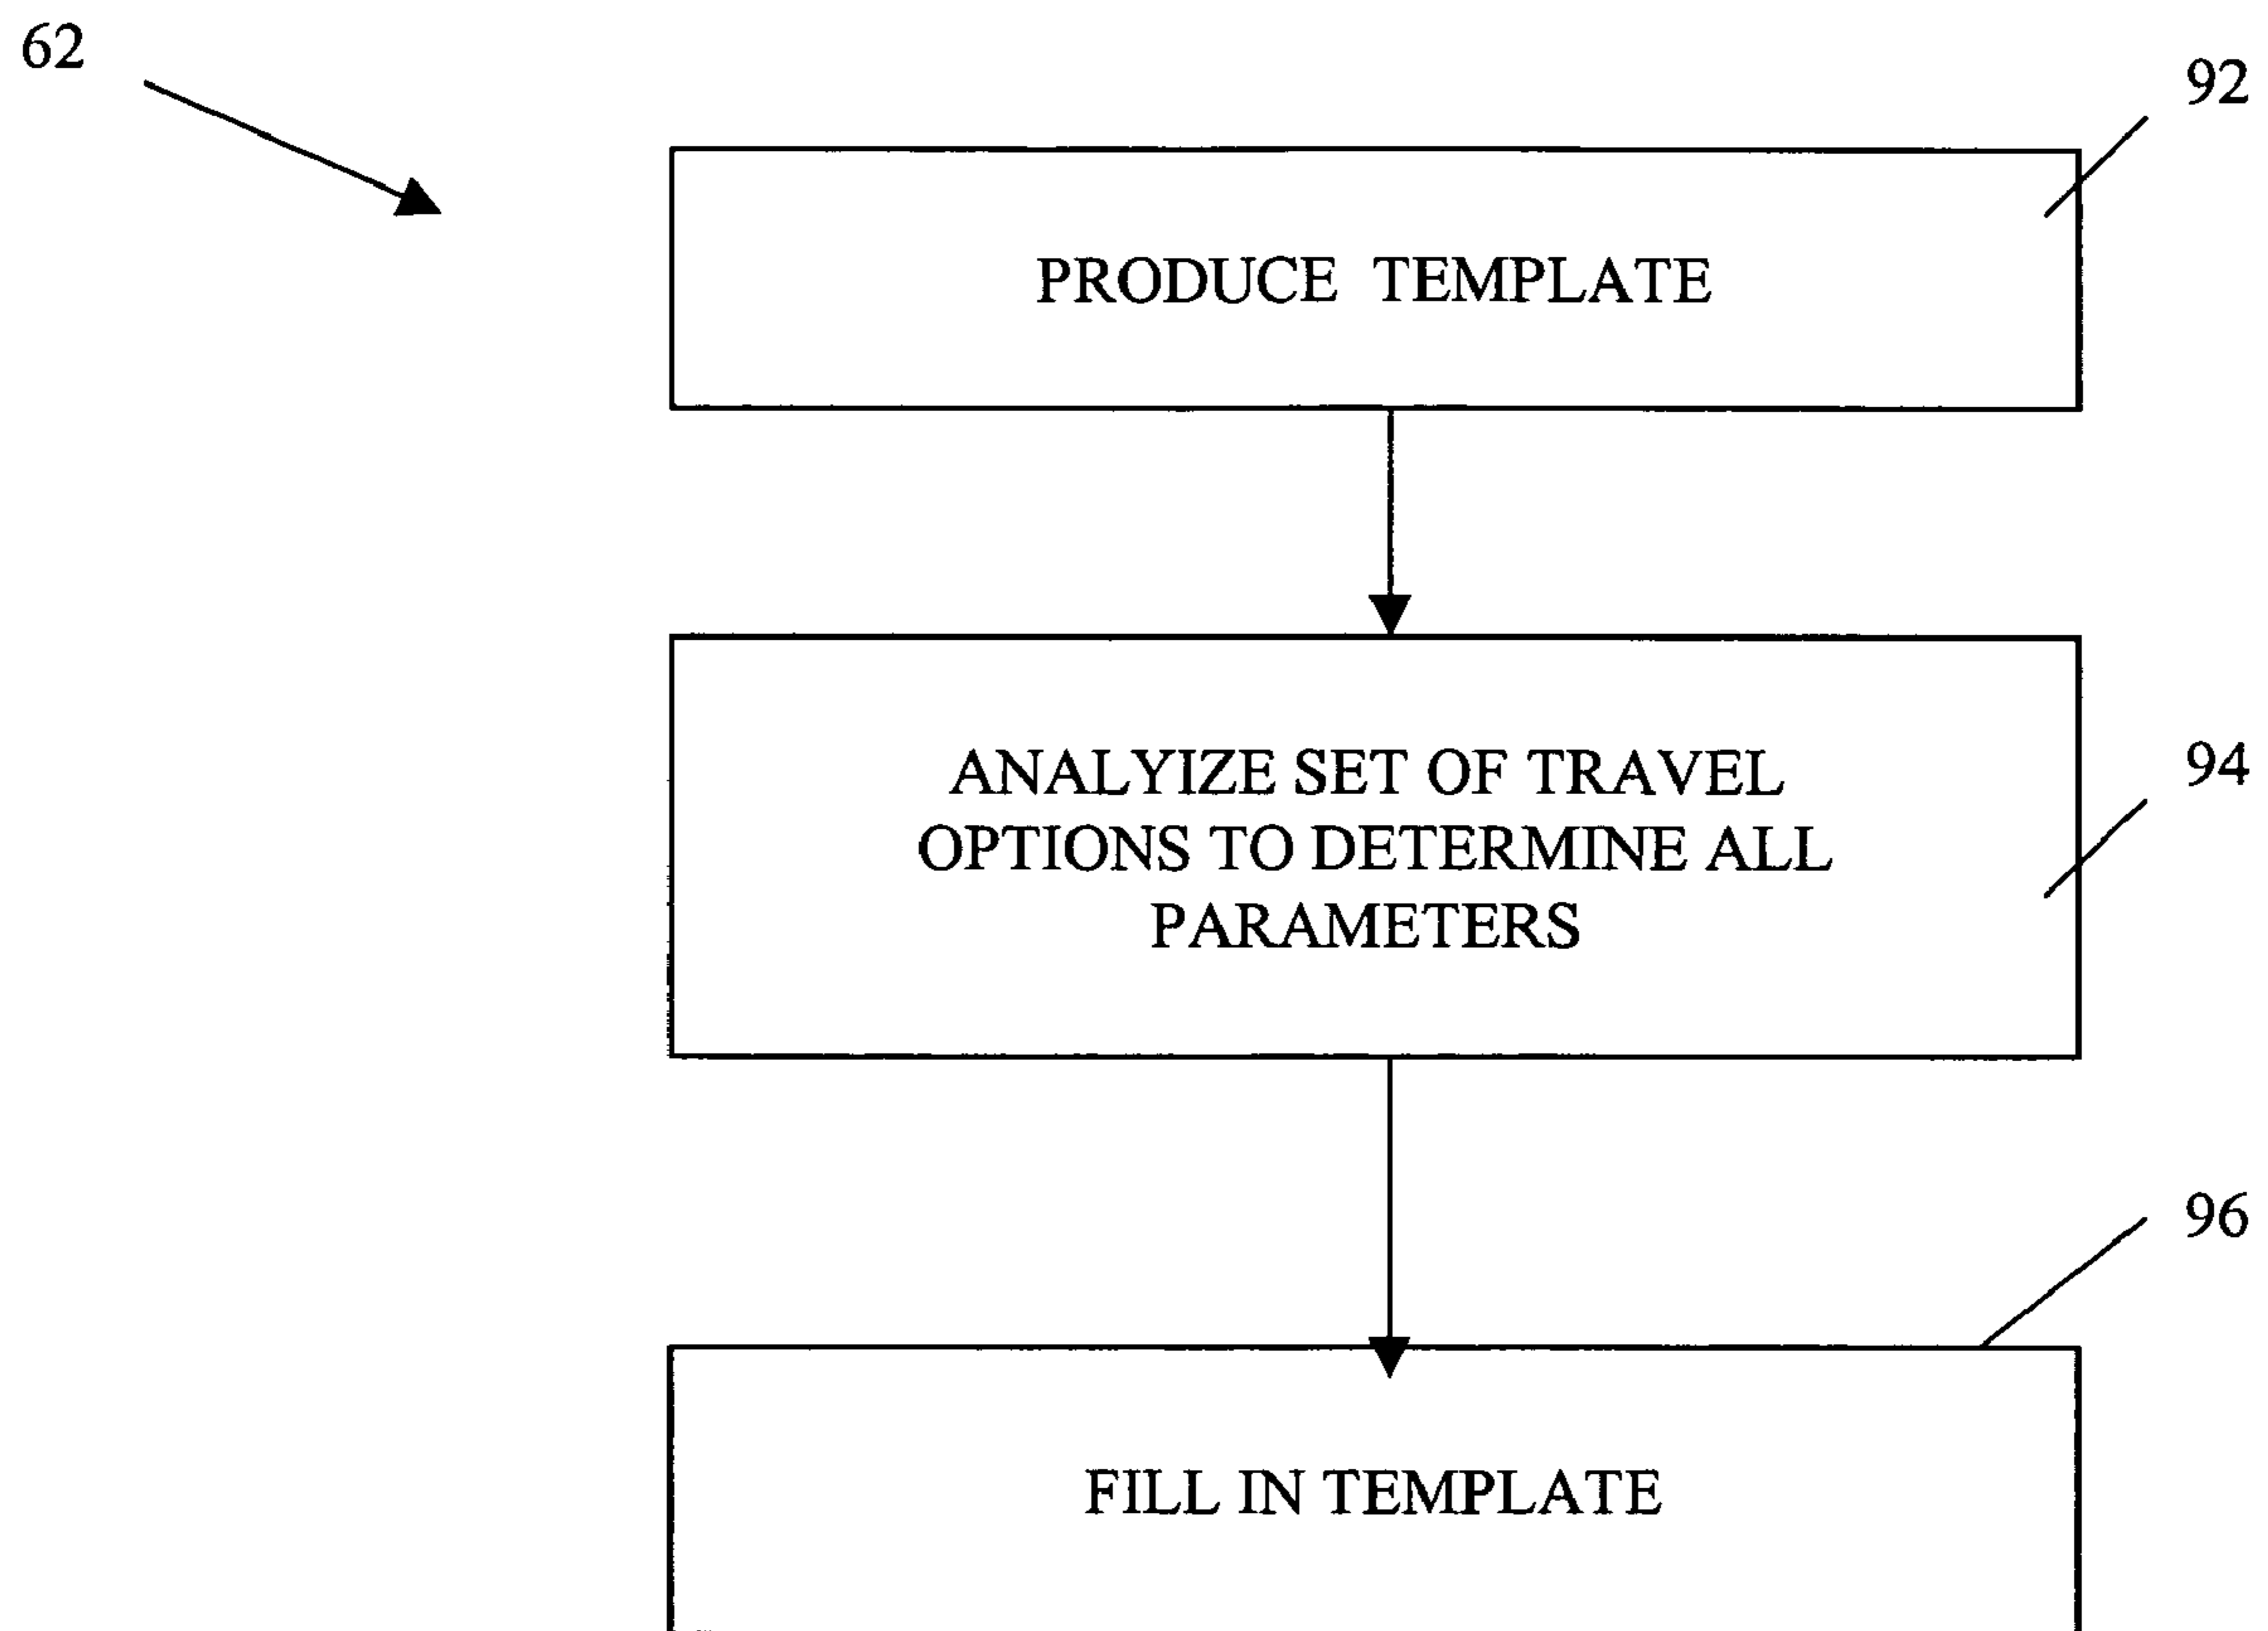 62
92
PRODUCE TEMPLATE
ANALYIZE SET OF TRAVEL
OPTIONS TO DETERMINE ALL
PARAMETERS
94
96
FILL IN TEMPLATE